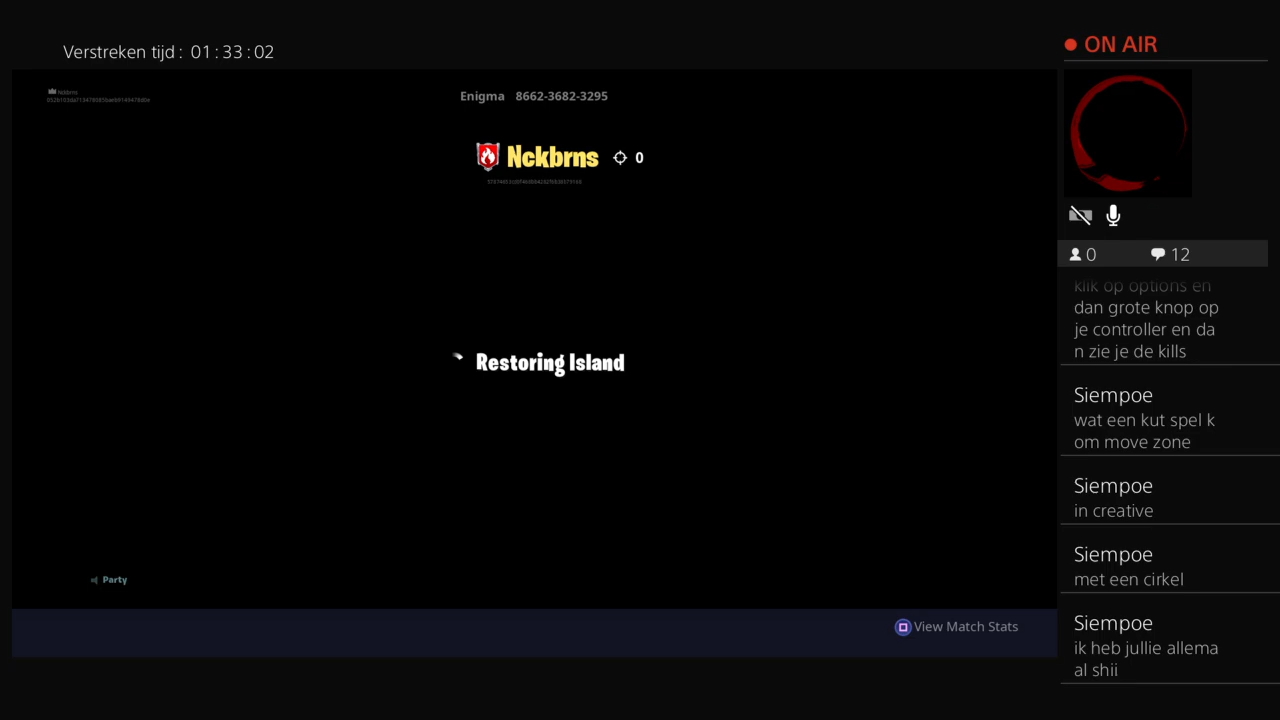 Verstreken tijd: 01:33:02
ON AIR
Nckbrns
Enigma 8662-3682-3295
Nckbrns 0
Restoring Island
Party
View Match Stats
0 12
klik op options en
dan grote knop op
je controller en da
n zie je de kills
Siempoe
wat een kut spel k
om move zone
Siempoe
in creative
Siempoe
met een cirkel
Siempoe
ik heb jullie allema
al shii